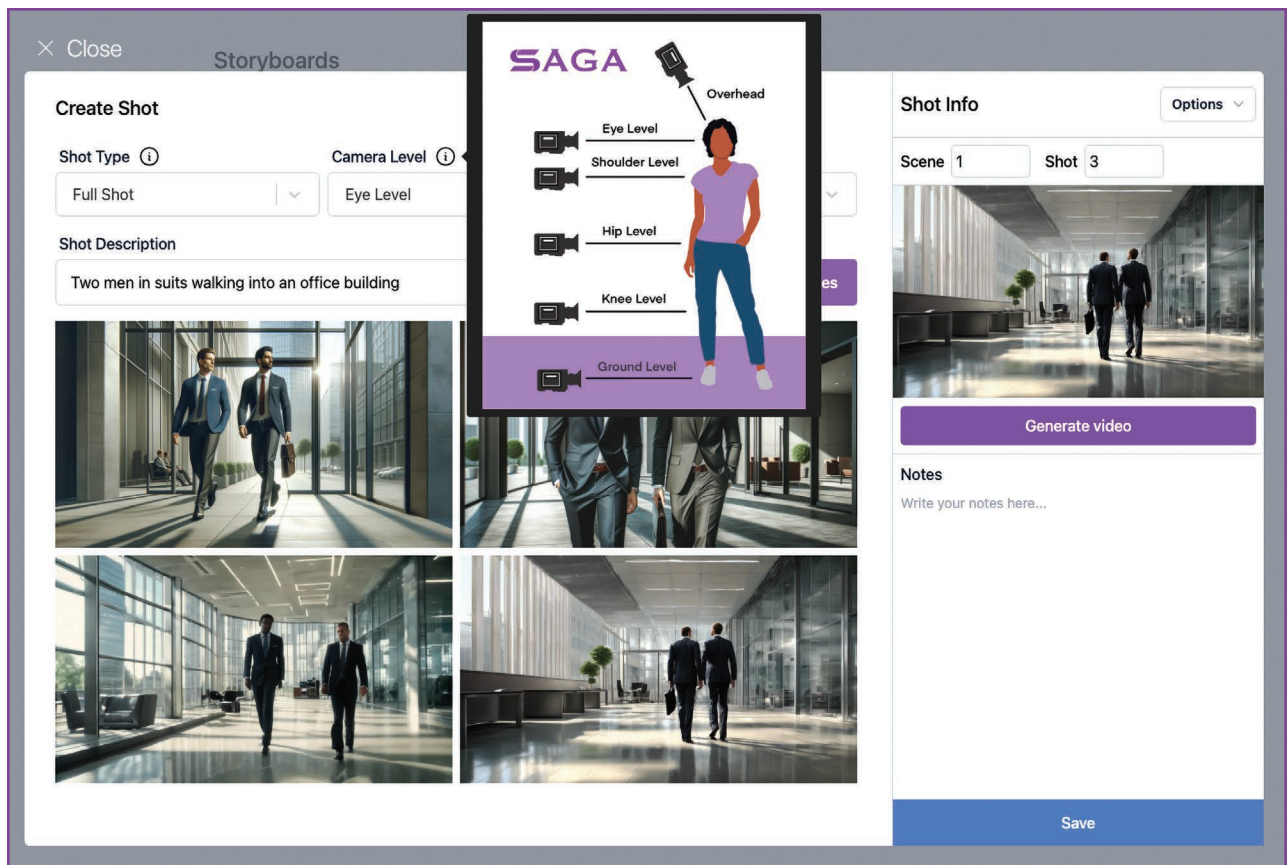 Close
Storyboards
Create Shot
Shot Type
Camera Level
Full Shot
Eye Level
Shot Description
Two men in suits walking into an office building
SAGA
Overhead
Eye Level
Shoulder Level
Hip Level
Knee Level
Ground Level
Shot Info
Options
Scene 1 Shot 3
Generate video
Notes
Write your notes here...
Save